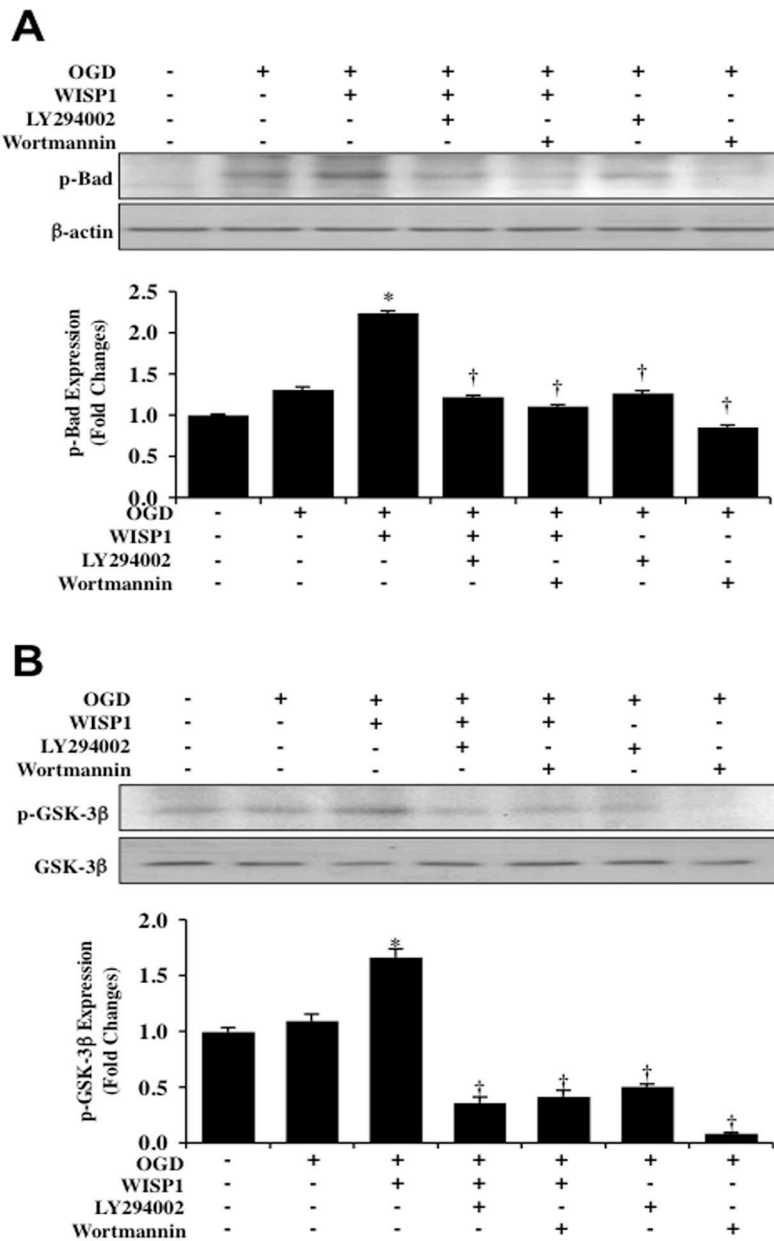 A
OGD - + + + + + +
WISP1 - - + + + - -
LY294002 - - - + - + -
Wortmannin - - - - + - +
p-Bad
β-actin
p-Bad Expression
(Fold Changes)
2.5
2.0
1.5
1.0
0.5
0.0
* † † † †
OGD - + + + + + +
WISP1 - - + + + - -
LY294002 - - - + - + -
Wortmannin - - - - + - +
B
OGD - + + + + + +
WISP1 - - + + + - -
LY294002 - - - + - + -
Wortmannin - - - - + - +
p-GSK-3β
GSK-3β
p-GSK-3β Expression
(Fold Changes)
2.0
1.5
1.0
0.5
0.0
* † † † †
OGD - + + + + + +
WISP1 - - + + + - -
LY294002 - - - + - + -
Wortmannin - - - - + - +